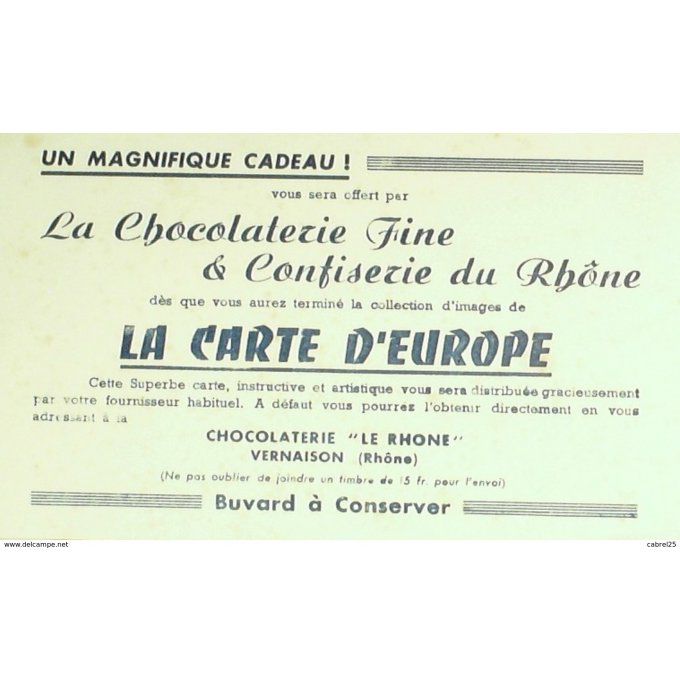 UN MAGNIFIQUE CADEAU !
vous sera offert par
La Chocolaterie Fine
& Confiserie du Rhône
dès que vous aurez terminé la collection d'images de
LA CARTE D'EUROPE
Cette Superbe carte, instructive et artistique vous sera distribuée gracieusement
par votre fournisseur habituel. A défaut vous pourrez l'obtenir directement en vous
adressant à la
CHOCOLATERIE "LE RHONE"
VERNAISON (Rhône)
(Ne pas oublier de joindre un timbre de 15 fr. pour l'envoi)
Buvard à Conserver
www.delcampe.net
cabrel25